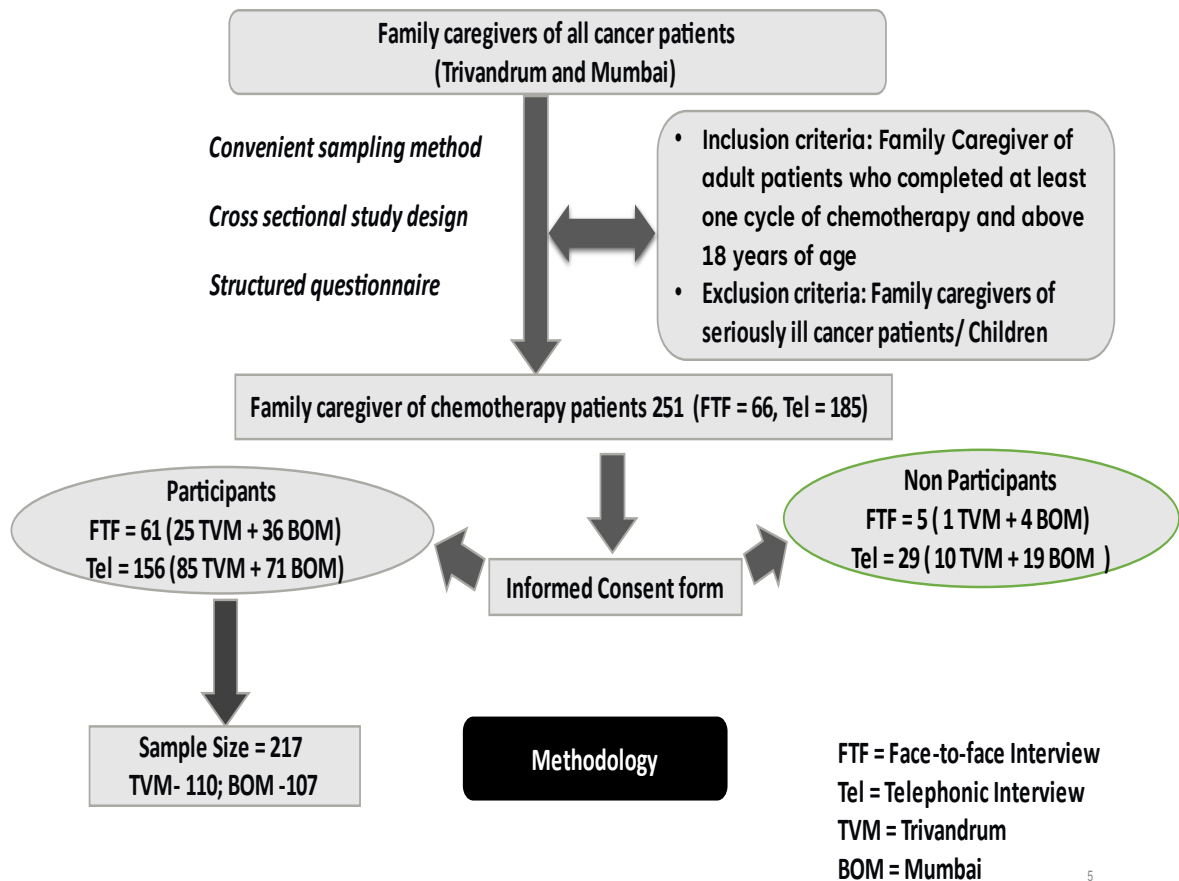 Family caregivers of all cancer patients
(Trivandrum and Mumbai)
Convenient sampling method
Cross sectional study design
Structured questionnaire
• Inclusion criteria: Family Caregiver of
adult patients who completed at least
one cycle of chemotherapy and above
18 years of age
• Exclusion criteria: Family caregivers of
seriously ill cancer patients/ Children
Family caregiver of chemotherapy patients 251 (FTF = 66, Tel = 185)
Participants
FTF = 61 (25 TVM + 36 BOM)
Tel = 156 (85 TVM + 71 BOM)
Non Participants
FTF = 5 ( 1 TVM + 4 BOM)
Tel = 29 ( 10 TVM + 19 BOM )
Informed Consent form
Sample Size = 217
TVM- 110; BOM -107
Methodology
FTF = Face-to-face Interview
Tel = Telephonic Interview
TVM = Trivandrum
BOM = Mumbai
5